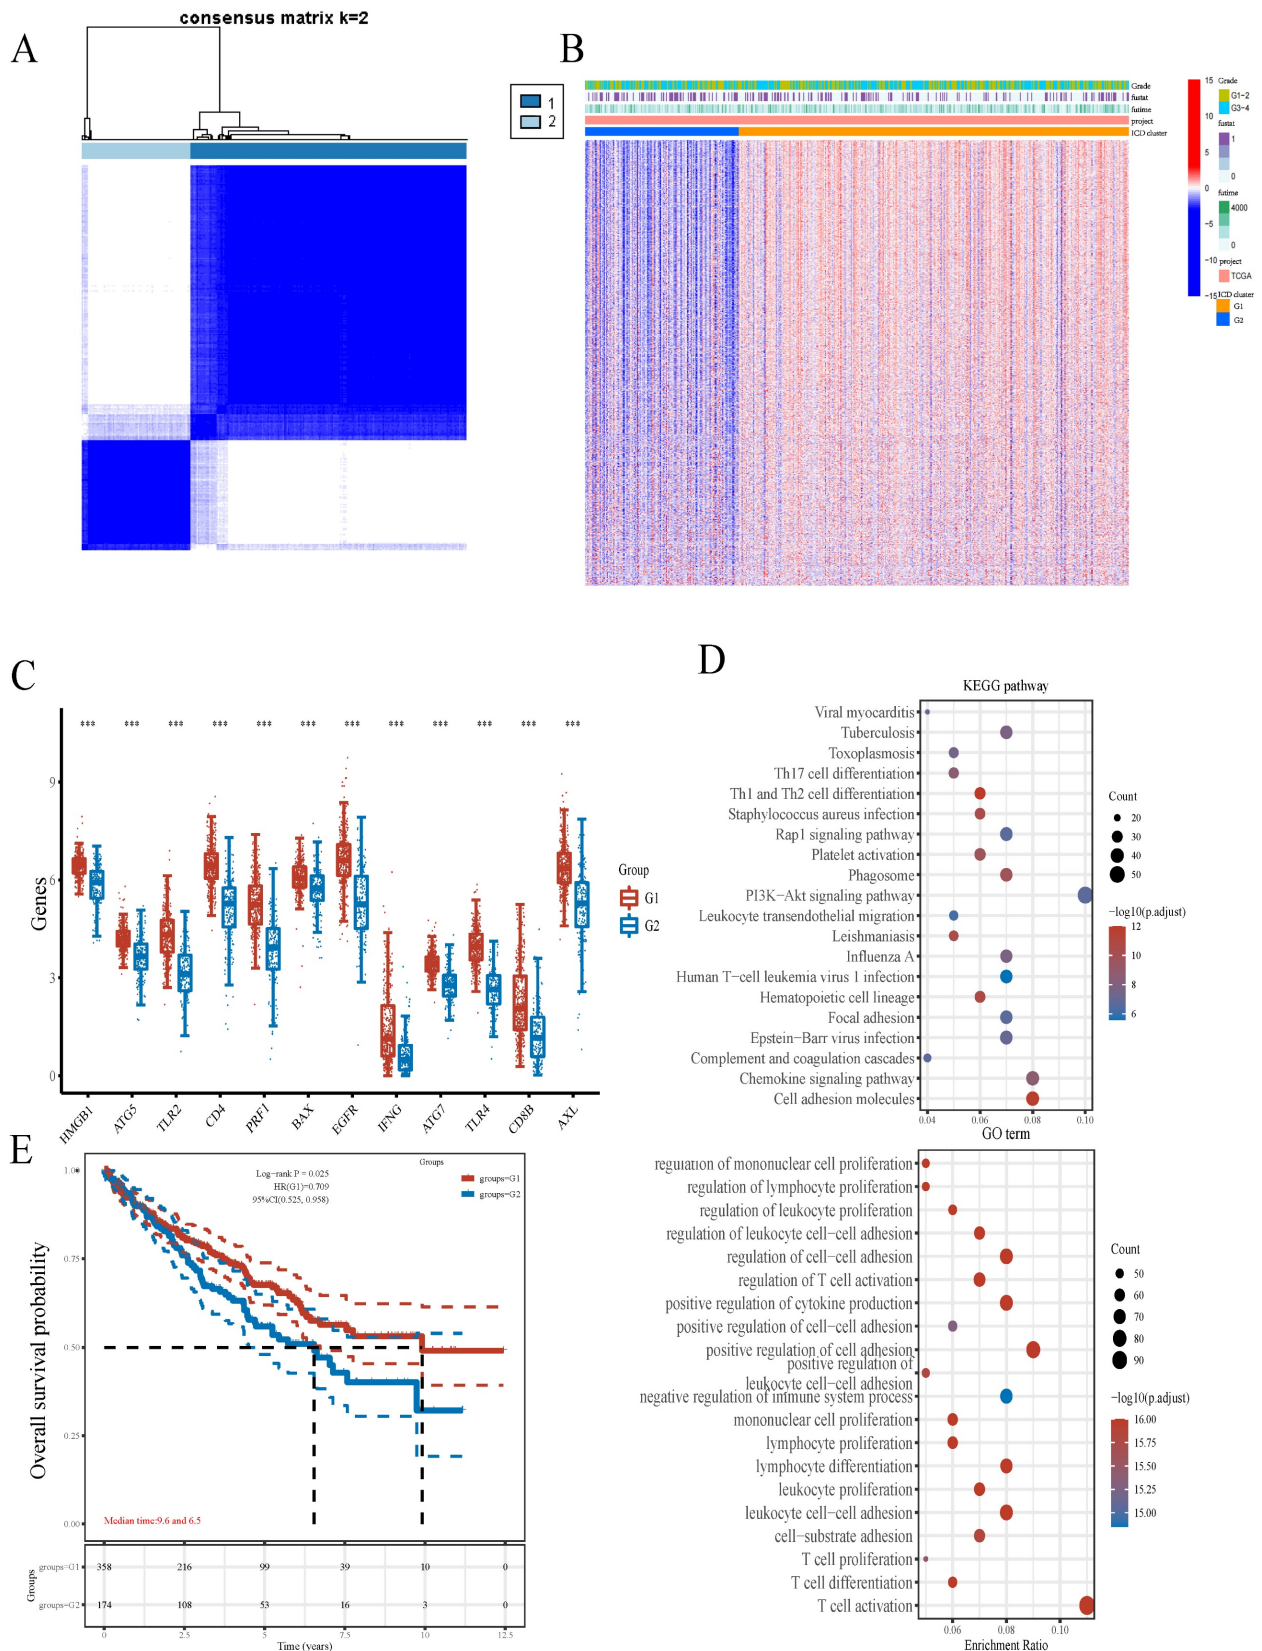 A
consensus matrix k=2
1
2
B
Grade
fustat
futime
project
ICD cluster
15
10
5
0
−5
−10
−15
Grade
G1-2
G3-4
fustat
1
0
futime
4000
0
project
TCGA
ICD cluster
G1
G2
C
Genes
9
6
3
0
*** *** *** *** *** *** *** *** *** *** *** ***
HMGB1 ATG5 TLR2 CD4 PRF1 BAX EGFR IFNG ATG7 TLR4 CD8B AXL
Group
G1
G2
D
KEGG pathway
Viral myocarditis
Tuberculosis
Toxoplasmosis
Th17 cell differentiation
Th1 and Th2 cell differentiation
Staphylococcus aureus infection
Rap1 signaling pathway
Platelet activation
Phagosome
PI3K−Akt signaling pathway
Leukocyte transendothelial migration
Leishmaniasis
Influenza A
Human T−cell leukemia virus 1 infection
Hematopoietic cell lineage
Focal adhesion
Epstein−Barr virus infection
Complement and coagulation cascades
Chemokine signaling pathway
Cell adhesion molecules
0.04 0.06 0.08 0.10
Count
20
30
40
50
−log10(p.adjust)
12
10
8
6
GO term
regulation of mononuclear cell proliferation
regulation of lymphocyte proliferation
regulation of leukocyte proliferation
regulation of leukocyte cell−cell adhesion
regulation of cell−cell adhesion
regulation of T cell activation
positive regulation of cytokine production
positive regulation of cell−cell adhesion
positive regulation of cell adhesion
positive regulation of
leukocyte cell−cell adhesion
negative regulation of immune system process
mononuclear cell proliferation
lymphocyte proliferation
lymphocyte differentiation
leukocyte proliferation
leukocyte cell−cell adhesion
cell−substrate adhesion
T cell proliferation
T cell differentiation
T cell activation
0.06 0.08 0.10
Enrichment Ratio
Count
50
60
70
80
90
−log10(p.adjust)
16.00
15.75
15.50
15.25
15.00
E
Overall survival probability
1.00
0.75
0.50
0.25
0.00
Log−rank P = 0.025
HR(G1)=0.709
95%CI(0.525, 0.958)
Groups
groups=G1
groups=G2
Median time:9.6 and 6.5
Groups
groups=G1 358 216 99 39 10 0
groups=G2 174 108 53 16 3 0
0 2.5 5 7.5 10 12.5
Time (years)